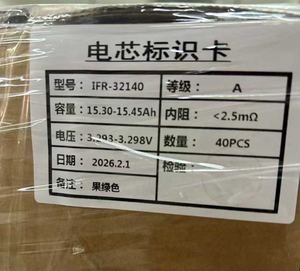 电芯标识卡
型号： IFR-32140 等级： A
容量： 15.30-15.45Ah 内阻： <2.5mΩ
电压： 3.293-3.298V 数量： 40PCS
日期： 2026.2.1 检验：
备注： 果绿色